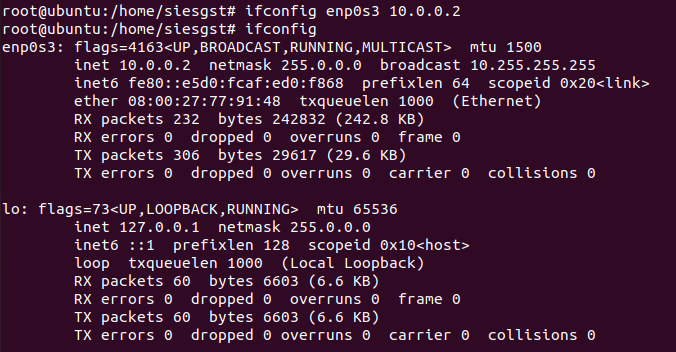 root@ubuntu:/home/siesgst# ifconfig enp0s3 10.0.0.2
root@ubuntu:/home/siesgst# ifconfig
enp0s3: flags=4163<UP,BROADCAST,RUNNING,MULTICAST>  mtu 1500
        inet 10.0.0.2  netmask 255.0.0.0  broadcast 10.255.255.255
        inet6 fe80::e5d0:fcaf:ed0:f868  prefixlen 64  scopeid 0x20<link>
        ether 08:00:27:77:91:48  txqueuelen 1000  (Ethernet)
        RX packets 232  bytes 242832 (242.8 KB)
        RX errors 0  dropped 0  overruns 0  frame 0
        TX packets 306  bytes 29617 (29.6 KB)
        TX errors 0  dropped 0 overruns 0  carrier 0  collisions 0

lo: flags=73<UP,LOOPBACK,RUNNING>  mtu 65536
        inet 127.0.0.1  netmask 255.0.0.0
        inet6 ::1  prefixlen 128  scopeid 0x10<host>
        loop  txqueuelen 1000  (Local Loopback)
        RX packets 60  bytes 6603 (6.6 KB)
        RX errors 0  dropped 0  overruns 0  frame 0
        TX packets 60  bytes 6603 (6.6 KB)
        TX errors 0  dropped 0 overruns 0  carrier 0  collisions 0